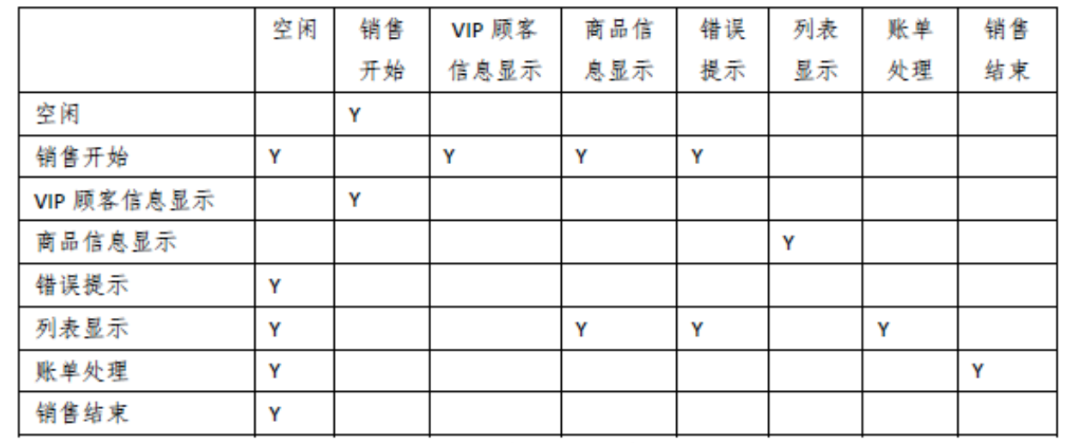 空闲 销售 VIP 顾客 商品信 错误 列表 账单 销售
开始 信息显示 息显示 提示 显示 处理 结束
空闲 Y
销售开始 Y Y Y Y
VIP 顾客信息显示 Y
商品信息显示 Y
错误提示 Y
列表显示 Y Y Y Y
账单处理 Y Y
销售结束 Y